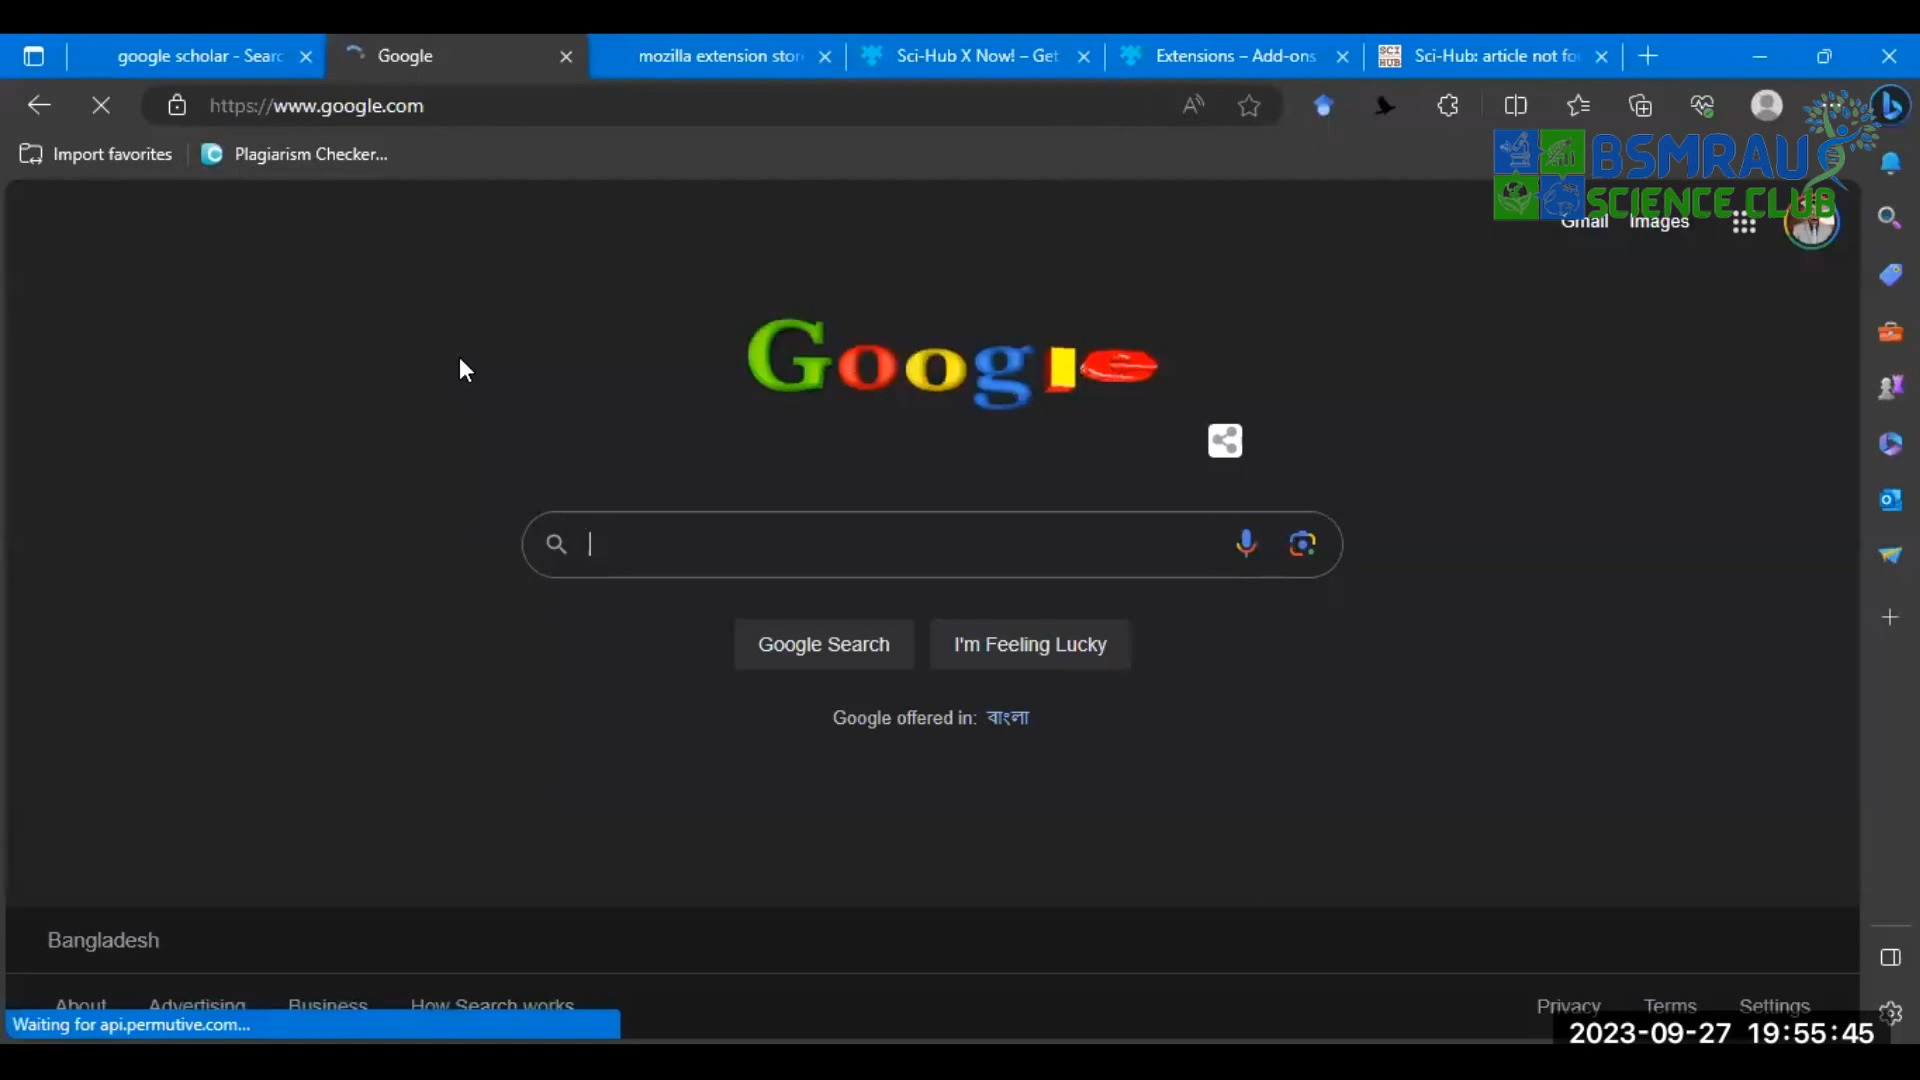 google scholar - Searc
Google
mozilla extension stor
Sci-Hub X Now! – Get
Extensions – Add-ons
SCI HUB
Sci-Hub: article not fo
https://www.google.com
Import favorites
Plagiarism Checker...
BSMRAU
SCIENCE CLUB
Gmail
Images
Google
Google Search
I'm Feeling Lucky
Google offered in: বাংলা
Bangladesh
About
Advertising
Business
How Search works
Privacy
Terms
Settings
Waiting for api.permutive.com...
2023-09-27 19:55:45